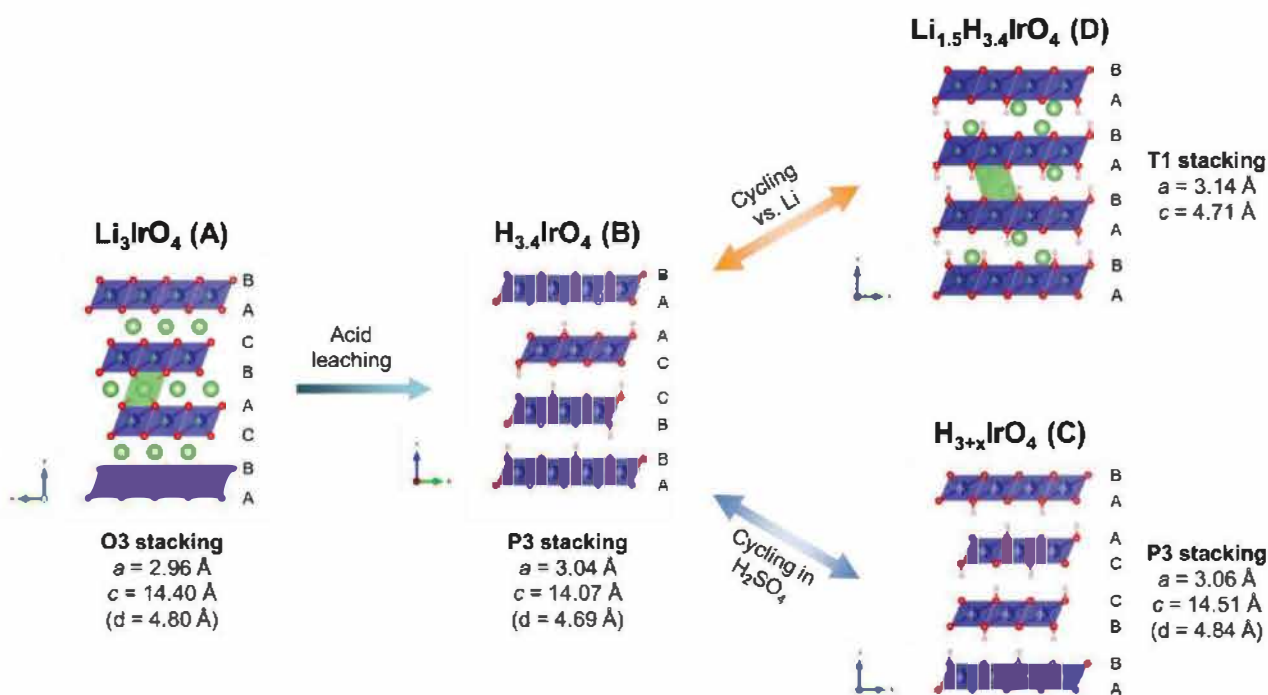 Li1.5H3.4IrO4 (D)
B
A
B
A
B
A
B
A
T1 stacking
a = 3.14 Å
c = 4.71 Å
Cycling
vs. Li
Li3IrO4 (A)
B
A
C
B
A
C
B
A
O3 stacking
a = 2.96 Å
c = 14.40 Å
(d = 4.80 Å)
Acid
leaching
H3.4IrO4 (B)
B
A
A
C
C
B
B
A
P3 stacking
a = 3.04 Å
c = 14.07 Å
(d = 4.69 Å)
Cycling in
H2SO4
H3+xIrO4 (C)
B
A
A
C
C
B
B
A
P3 stacking
a = 3.06 Å
c = 14.51 Å
(d = 4.84 Å)